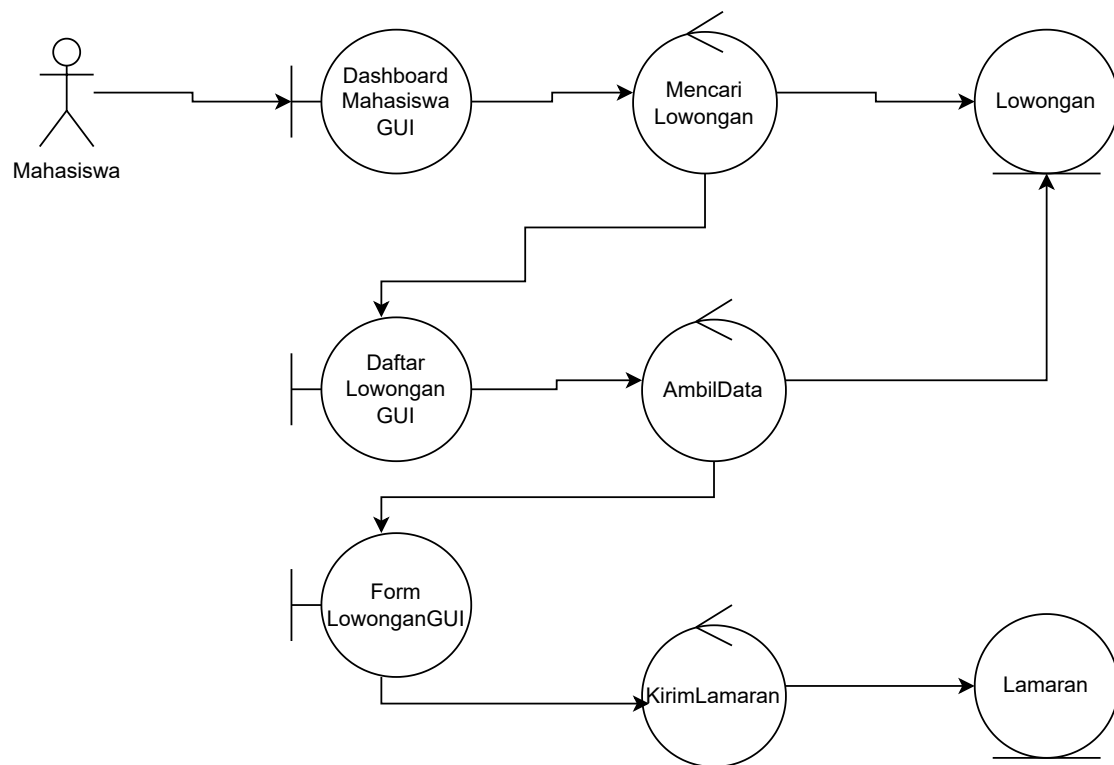 Mahasiswa
Dashboard
Mahasiswa
GUI
Mencari
Lowongan
Lowongan
Daftar
Lowongan
GUI
AmbilData
Form
LowonganGUI
KirimLamaran
Lamaran